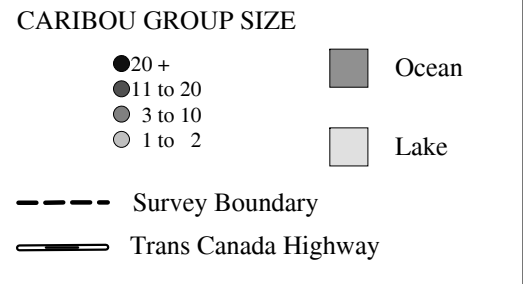 CARIBOU GROUP SIZE
20 +
11 to 20
3 to 10
1 to 2
Ocean
Lake
Survey Boundary
Trans Canada Highway